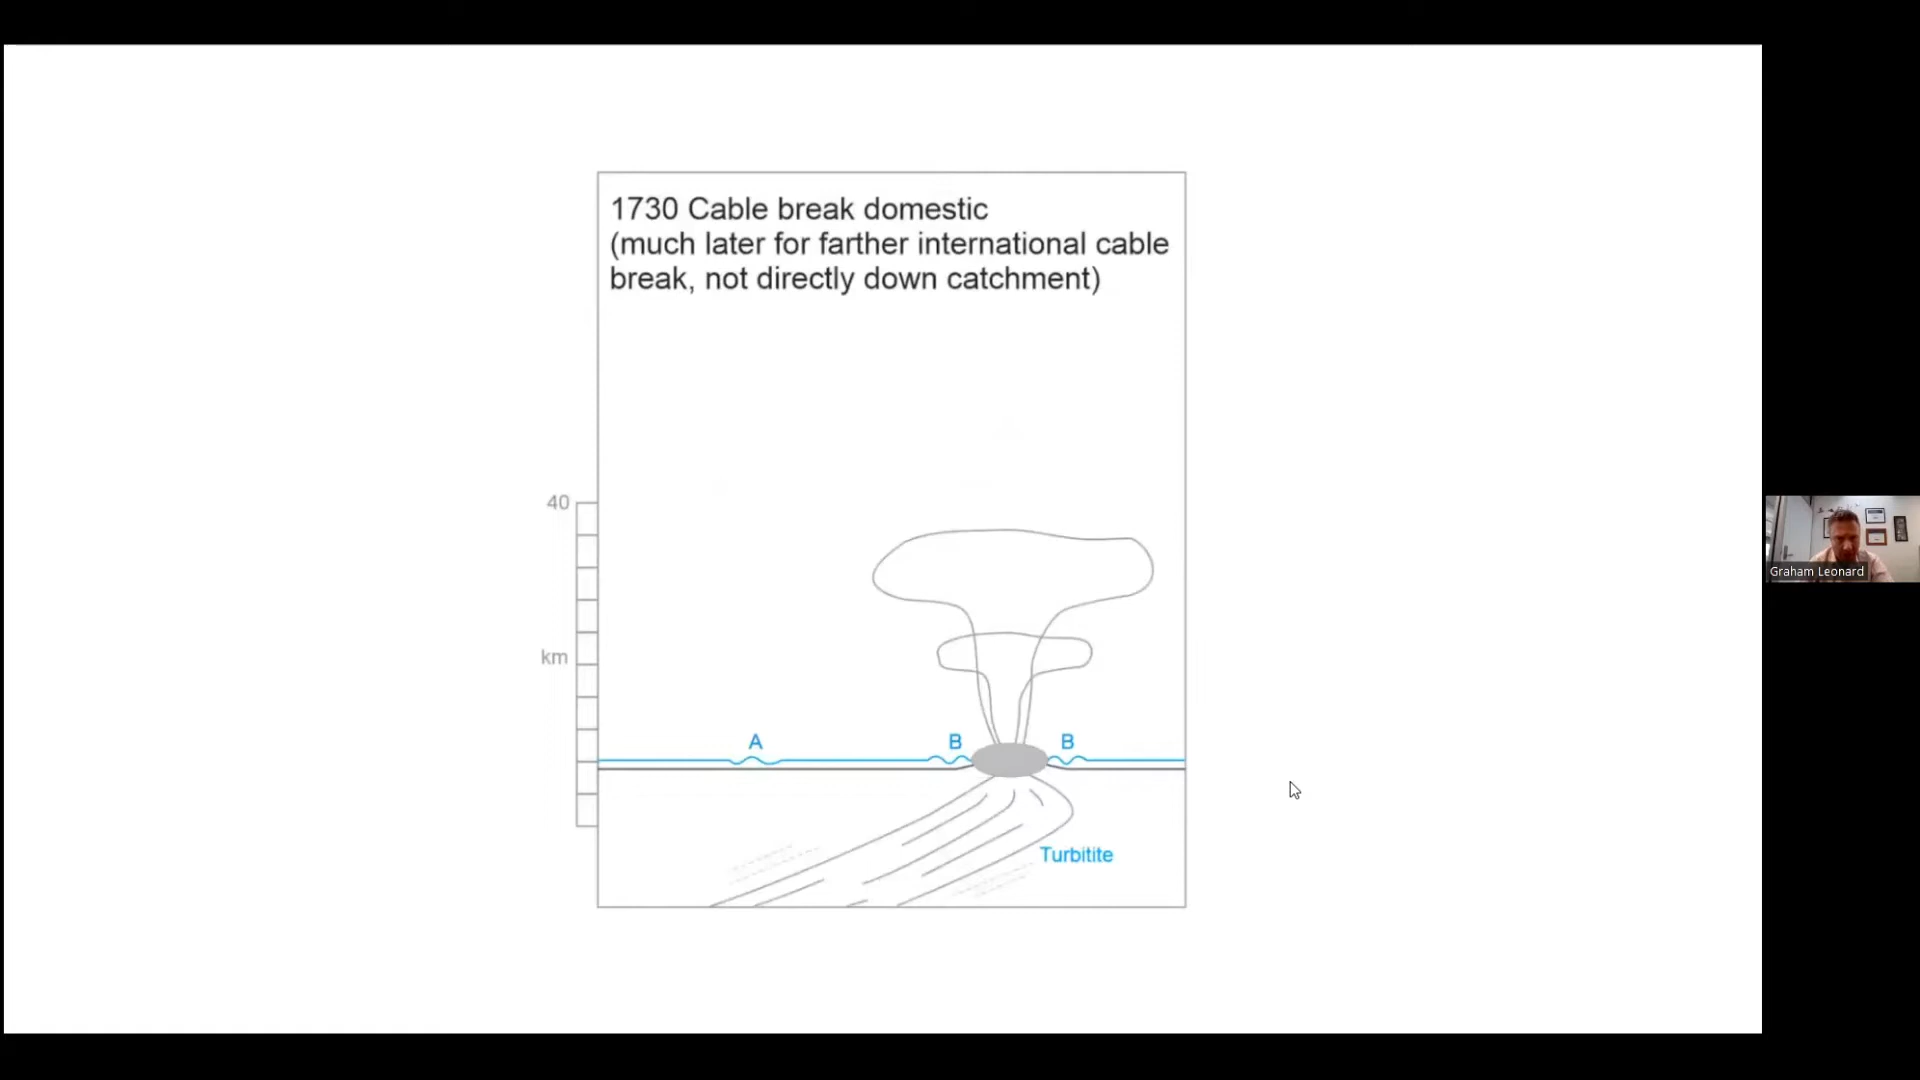 1730 Cable break domestic
(much later for farther international cable
break, not directly down catchment)
40
km
A
B
B
Turbitite
Graham Leonard